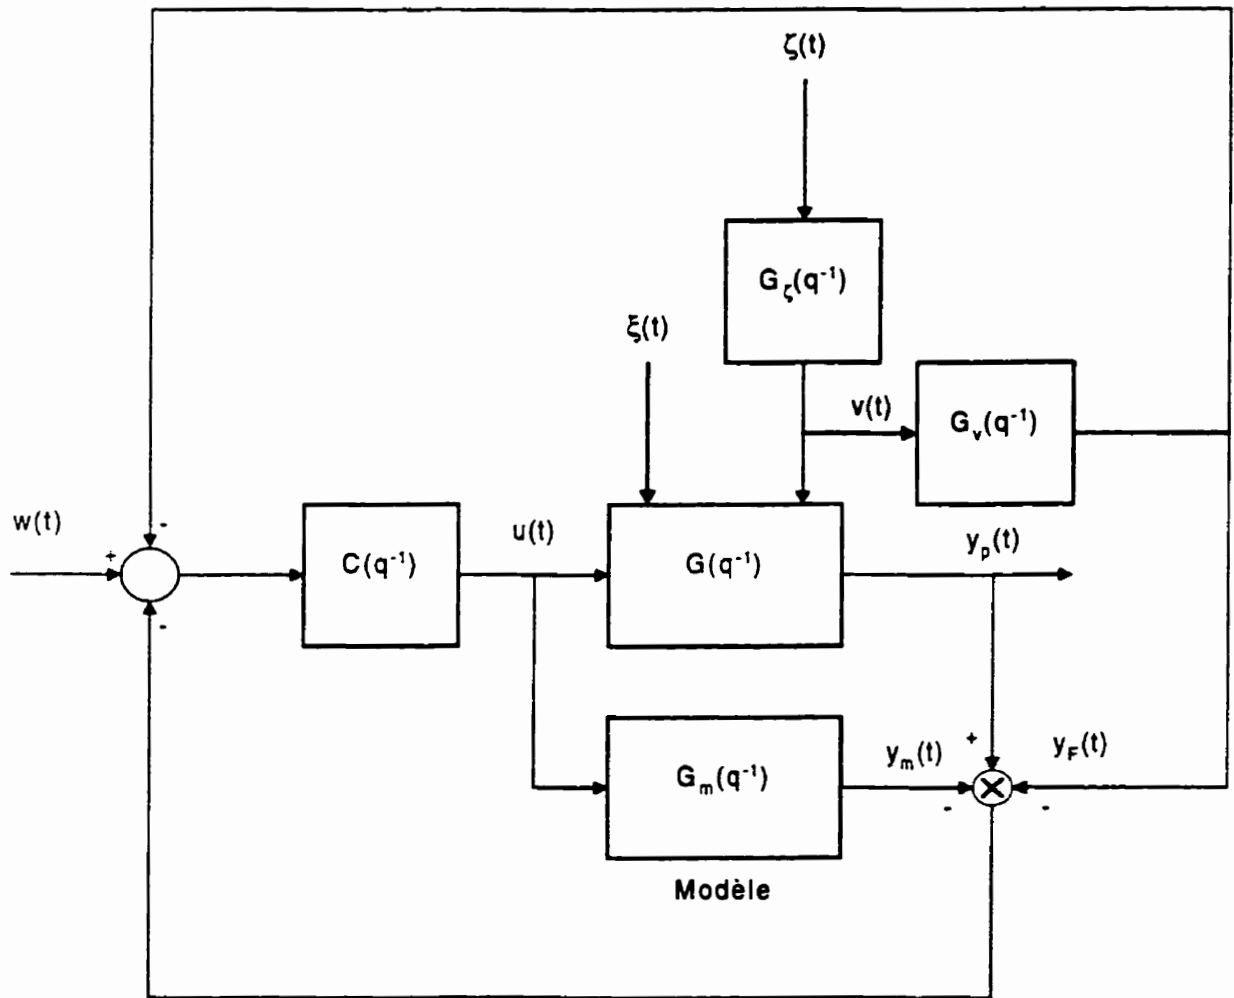 ζ(t)
G_ζ(q⁻¹)
ξ(t)
v(t)
G_v(q⁻¹)
w(t)
-
+
-
C(q⁻¹)
u(t)
G(q⁻¹)
y_p(t)
G_m(q⁻¹)
y_m(t)
+
y_F(t)
-
-
Modèle